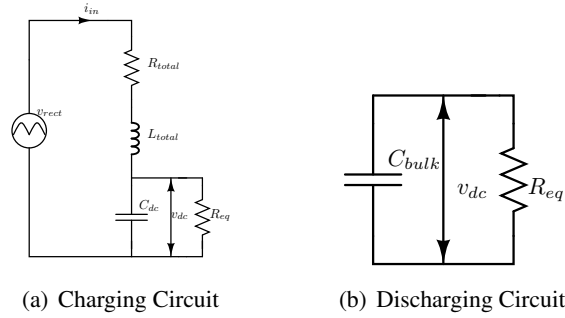 i_in
R_total
v_rect
L_total
C_dc
v_dc
R_eq
C_bulk
v_dc
R_eq
(a) Charging Circuit
(b) Discharging Circuit